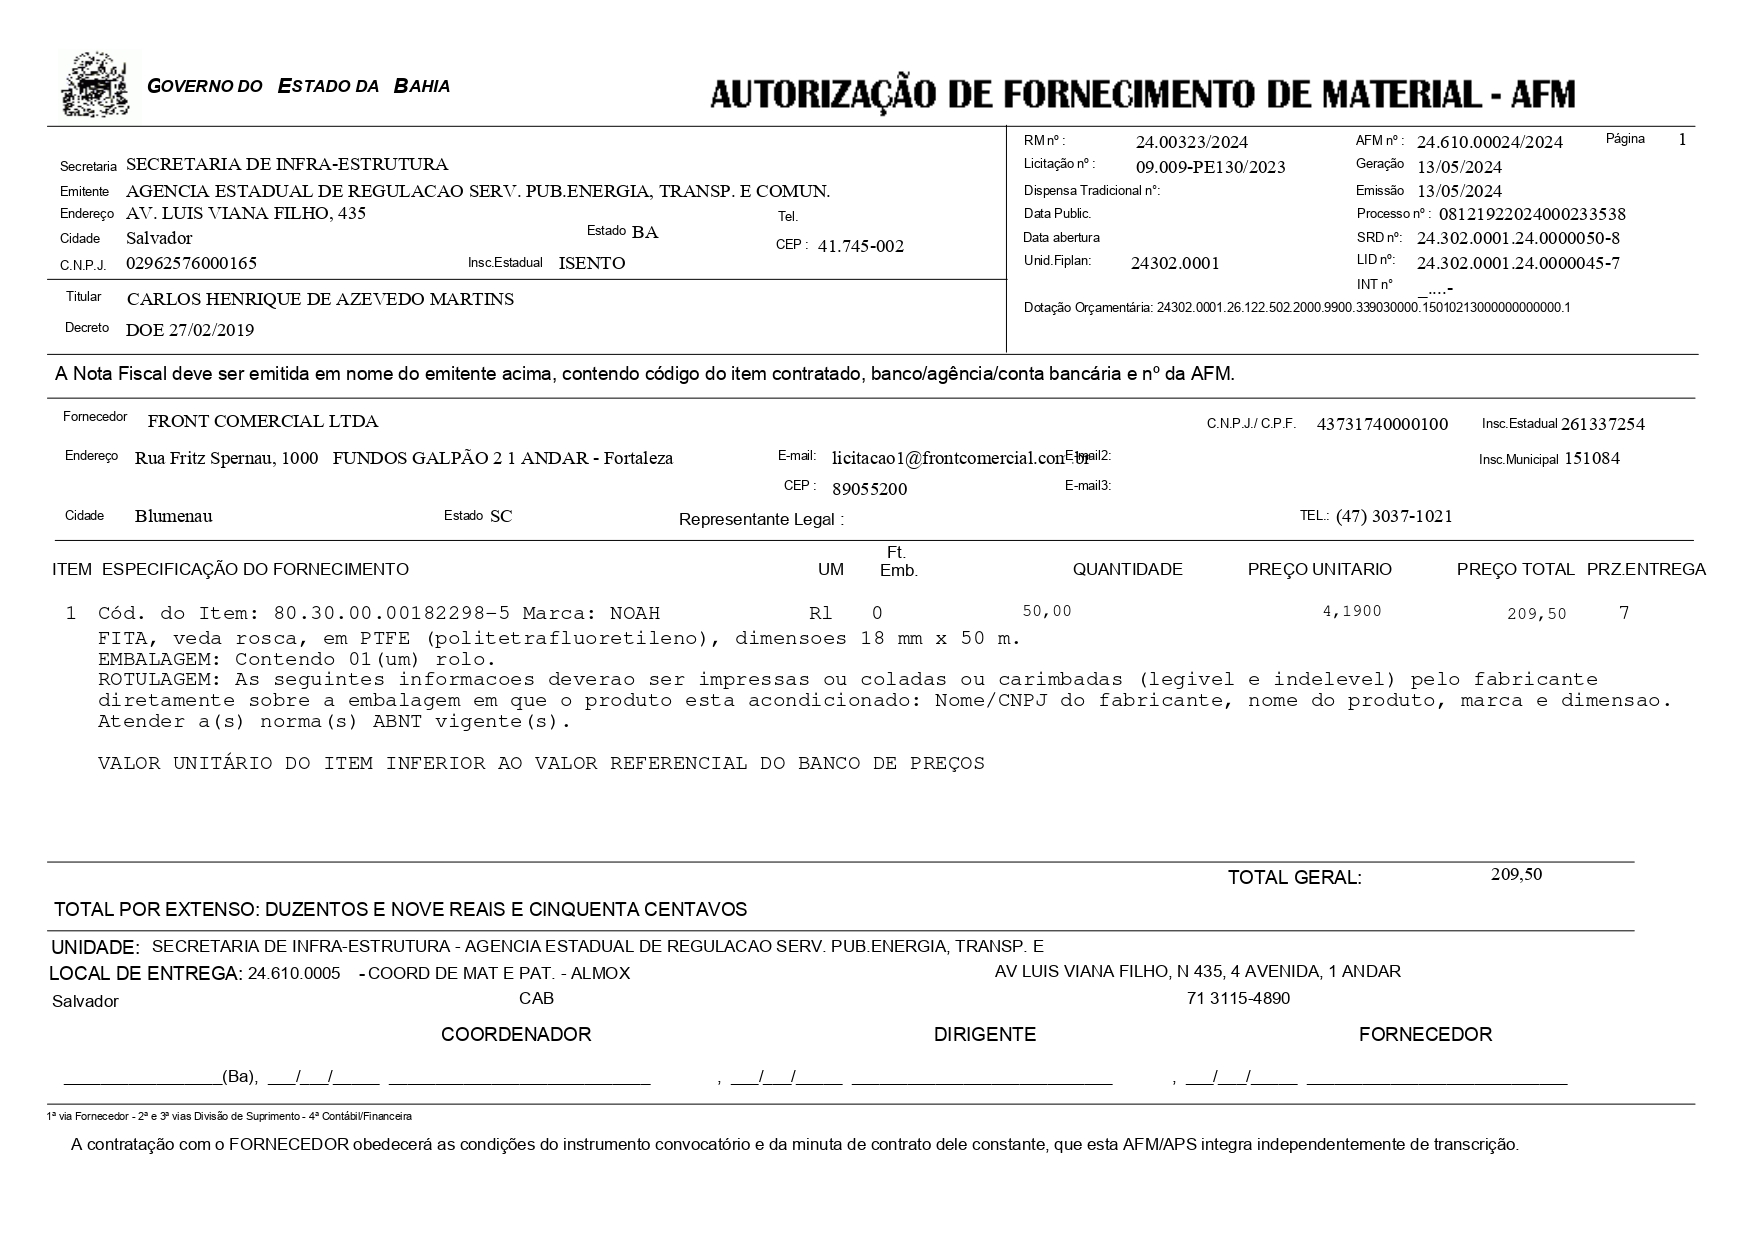 GOVERNO DO ESTADO DA BAHIA
AUTORIZAÇÃO DE FORNECIMENTO DE MATERIAL - AFM
RM nº : 24.00323/2024 AFM nº : 24.610.00024/2024 Página 1
Secretaria SECRETARIA DE INFRA-ESTRUTURA
Licitação nº : 09.009-PE130/2023 Geração 13/05/2024
Emitente AGENCIA ESTADUAL DE REGULACAO SERV. PUB.ENERGIA, TRANSP. E COMUN.
Dispensa Tradicional n°: Emissão 13/05/2024
Endereço AV. LUIS VIANA FILHO, 435 Tel.
Data Public. Processo nº : 08121922024000233538
Cidade Salvador Estado BA CEP : 41.745-002
Data abertura SRD nº: 24.302.0001.24.0000050-8
C.N.P.J. 02962576000165 Insc.Estadual ISENTO
Unid.Fiplan: 24302.0001 LID nº: 24.302.0001.24.0000045-7
INT n° _....-
Titular CARLOS HENRIQUE DE AZEVEDO MARTINS
Dotação Orçamentária: 24302.0001.26.122.502.2000.9900.339030000.15010213000000000000.1
Decreto DOE 27/02/2019
A Nota Fiscal deve ser emitida em nome do emitente acima, contendo código do item contratado, banco/agência/conta bancária e nº da AFM.
Fornecedor FRONT COMERCIAL LTDA C.N.P.J./ C.P.F. 43731740000100 Insc.Estadual 261337254
Endereço Rua Fritz Spernau, 1000 FUNDOS GALPÃO 2 1 ANDAR - Fortaleza E-mail: licitacao1@frontcomercial.com.br E-mail2: Insc.Municipal 151084
CEP : 89055200 E-mail3:
Cidade Blumenau Estado SC Representante Legal : TEL.: (47) 3037-1021
ITEM ESPECIFICAÇÃO DO FORNECIMENTO UM Ft. Emb. QUANTIDADE PREÇO UNITARIO PREÇO TOTAL PRZ.ENTREGA
1 Cód. do Item: 80.30.00.00182298-5 Marca: NOAH Rl 0 50,00 4,1900 209,50 7
FITA, veda rosca, em PTFE (politetrafluoretileno), dimensoes 18 mm x 50 m.
EMBALAGEM: Contendo 01(um) rolo.
ROTULAGEM: As seguintes informacoes deverao ser impressas ou coladas ou carimbadas (legivel e indelevel) pelo fabricante
diretamente sobre a embalagem em que o produto esta acondicionado: Nome/CNPJ do fabricante, nome do produto, marca e dimensao.
Atender a(s) norma(s) ABNT vigente(s).
VALOR UNITÁRIO DO ITEM INFERIOR AO VALOR REFERENCIAL DO BANCO DE PREÇOS
TOTAL GERAL: 209,50
TOTAL POR EXTENSO: DUZENTOS E NOVE REAIS E CINQUENTA CENTAVOS
UNIDADE: SECRETARIA DE INFRA-ESTRUTURA - AGENCIA ESTADUAL DE REGULACAO SERV. PUB.ENERGIA, TRANSP. E
LOCAL DE ENTREGA: 24.610.0005 - COORD DE MAT E PAT. - ALMOX AV LUIS VIANA FILHO, N 435, 4 AVENIDA, 1 ANDAR
Salvador CAB 71 3115-4890
COORDENADOR DIRIGENTE FORNECEDOR
_________________(Ba), ___/___/_____ ____________________________ , ___/___/_____ ____________________________ , ___/___/_____ ____________________________
1ª via Fornecedor - 2ª e 3ª vias Divisão de Suprimento - 4ª Contábil/Financeira
A contratação com o FORNECEDOR obedecerá as condições do instrumento convocatório e da minuta de contrato dele constante, que esta AFM/APS integra independentemente de transcrição.